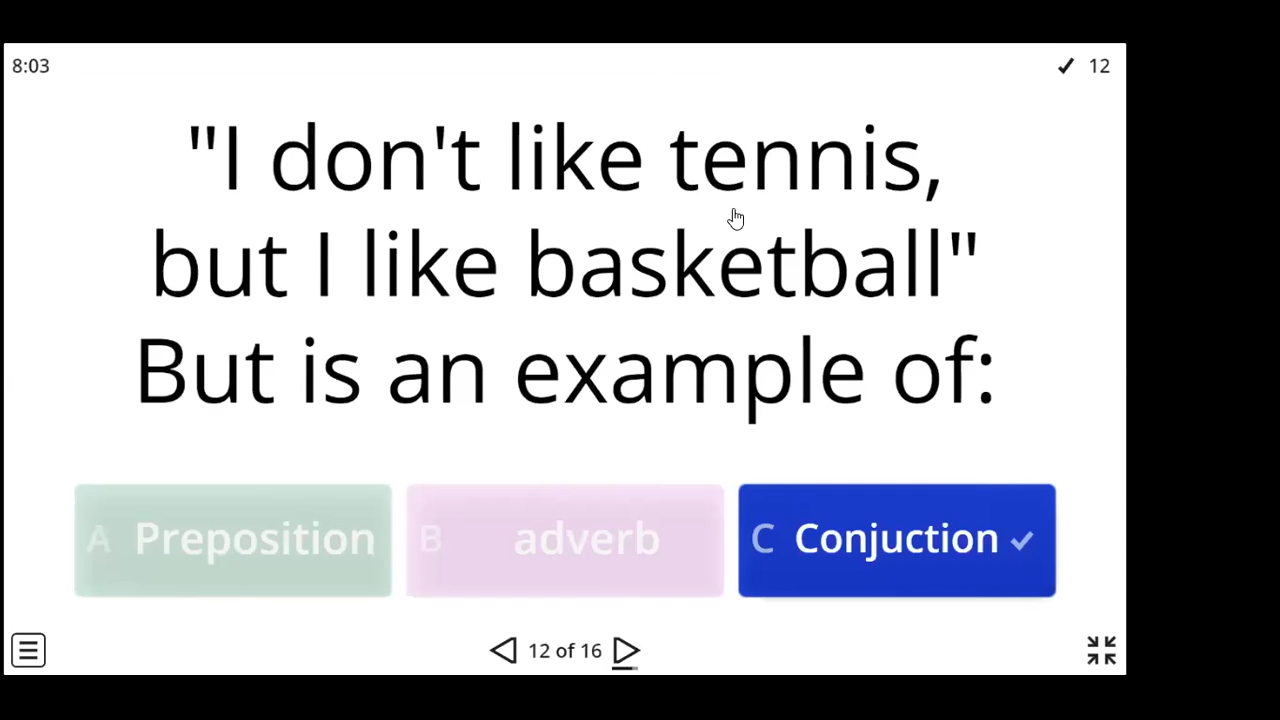 8:03
✓ 12
"I don't like tennis,
but I like basketball"
But is an example of:
A Preposition
B adverb
C Conjuction ✓
12 of 16